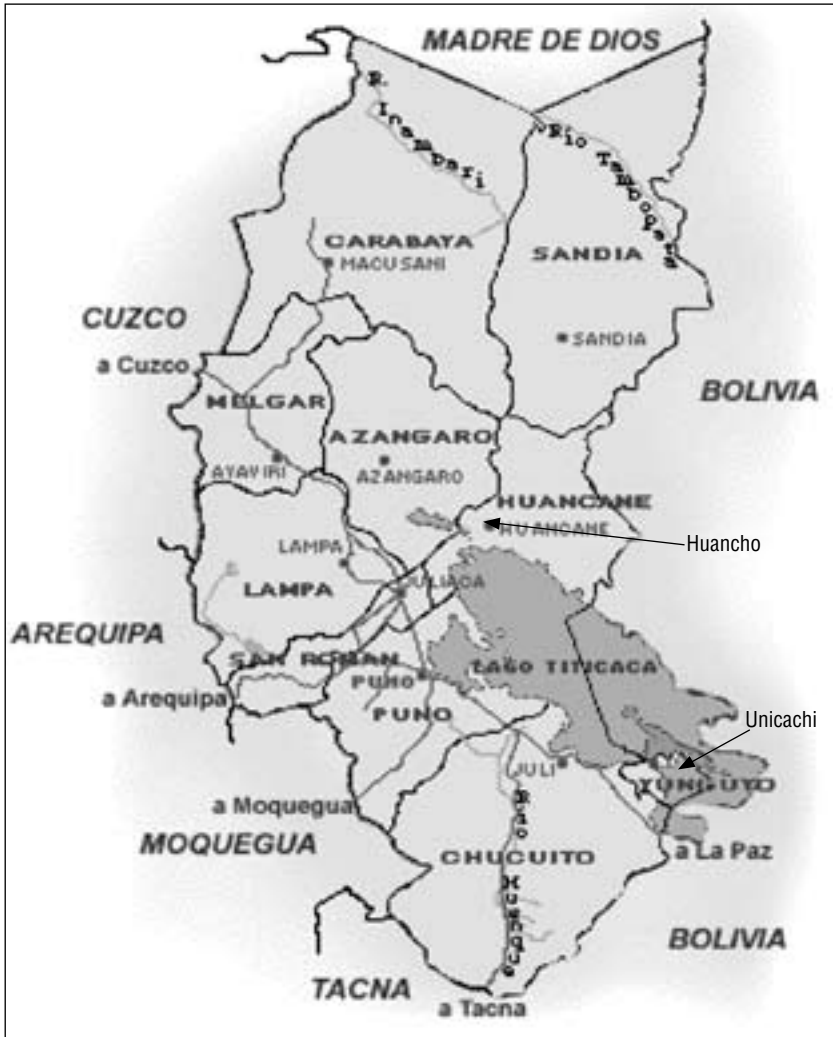 MADRE DE DIOS
R. Inambari
Rio Tambopata
CARABAYA
MACUSANI
SANDIA
SANDIA
CUZCO
a Cuzco
BOLIVIA
MELGAR
AZANGARO
AYAVIRI
AZANGARO
HUANCANE
HUANCANE
Huancho
LAMPA
LAMPA
JULIACA
AREQUIPA
SAN ROMAN
LAGO TITICACA
PUNO
a Arequipa
PUNO
Unicachi
JULI
YUNGUYO
a Moquegua
MOQUEGUA
a La Paz
CHUCUITO
Rio Huenque
BOLIVIA
TACNA
a Tacna